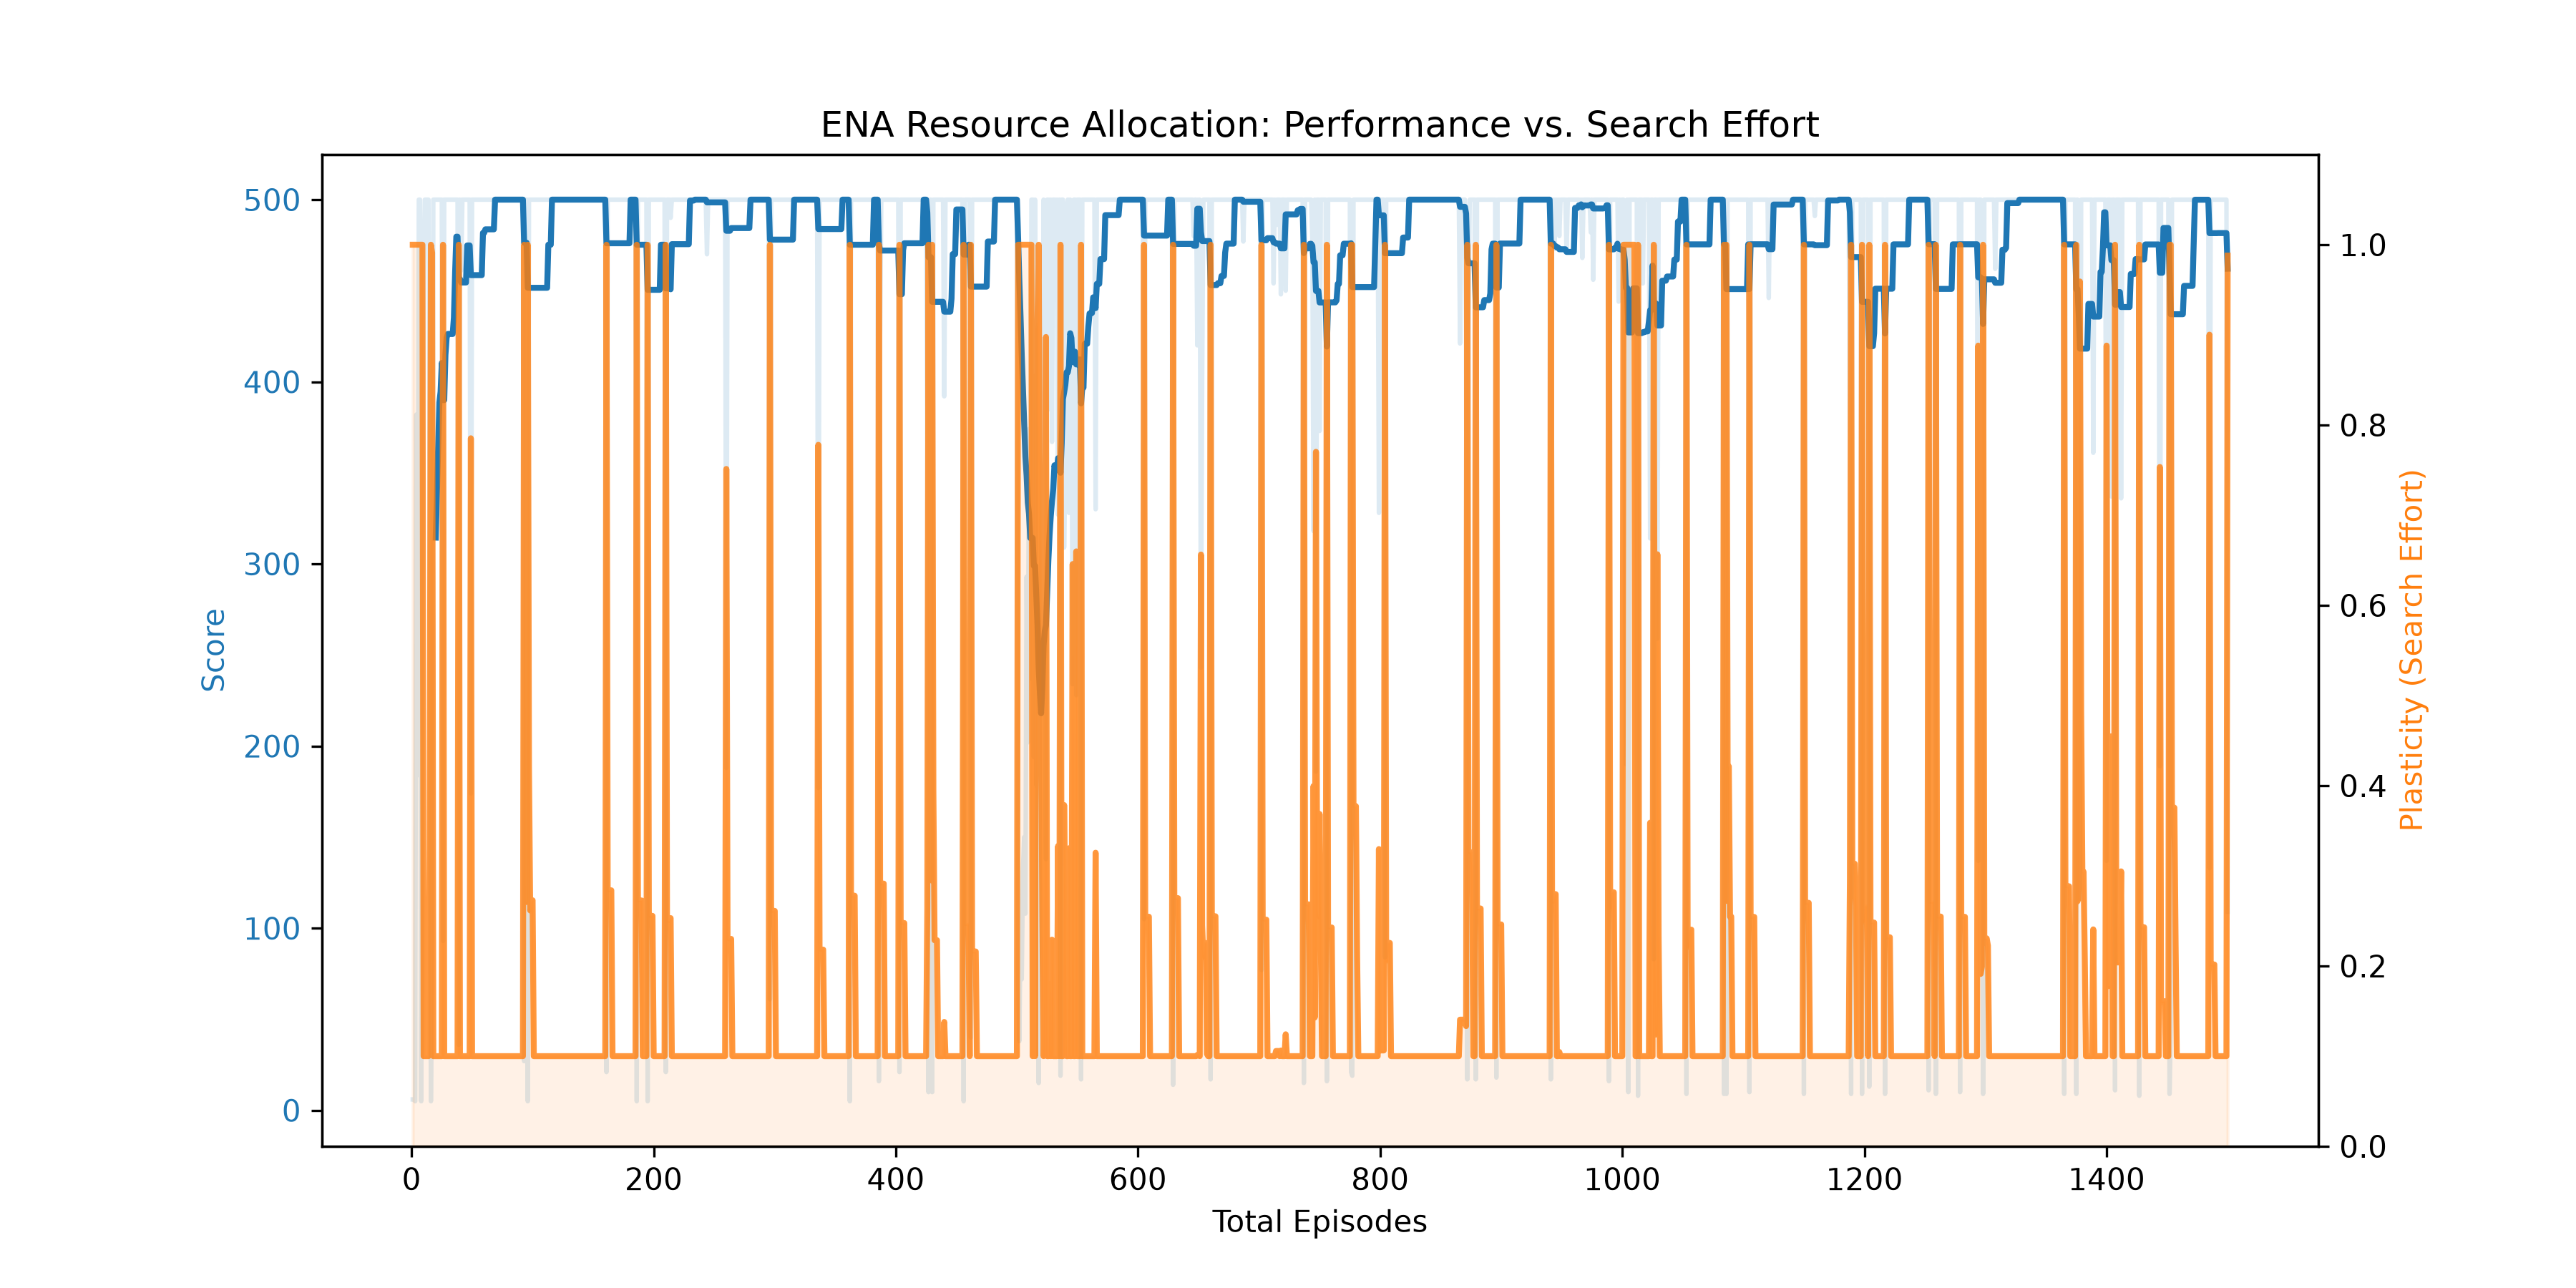 ENA Resource Allocation: Performance vs. Search Effort
500
400
300
200
100
0
Score
1.0
0.8
0.6
0.4
0.2
0.0
Plasticity (Search Effort)
0 200 400 600 800 1000 1200 1400
Total Episodes